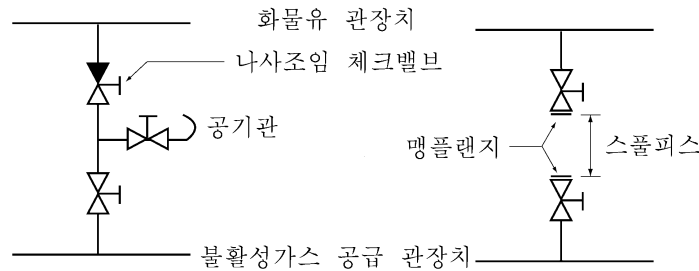 화물유 관장치
나사조임 체크밸브
공기관
맹플랜지
스풀피스
불활성가스 공급 관장치